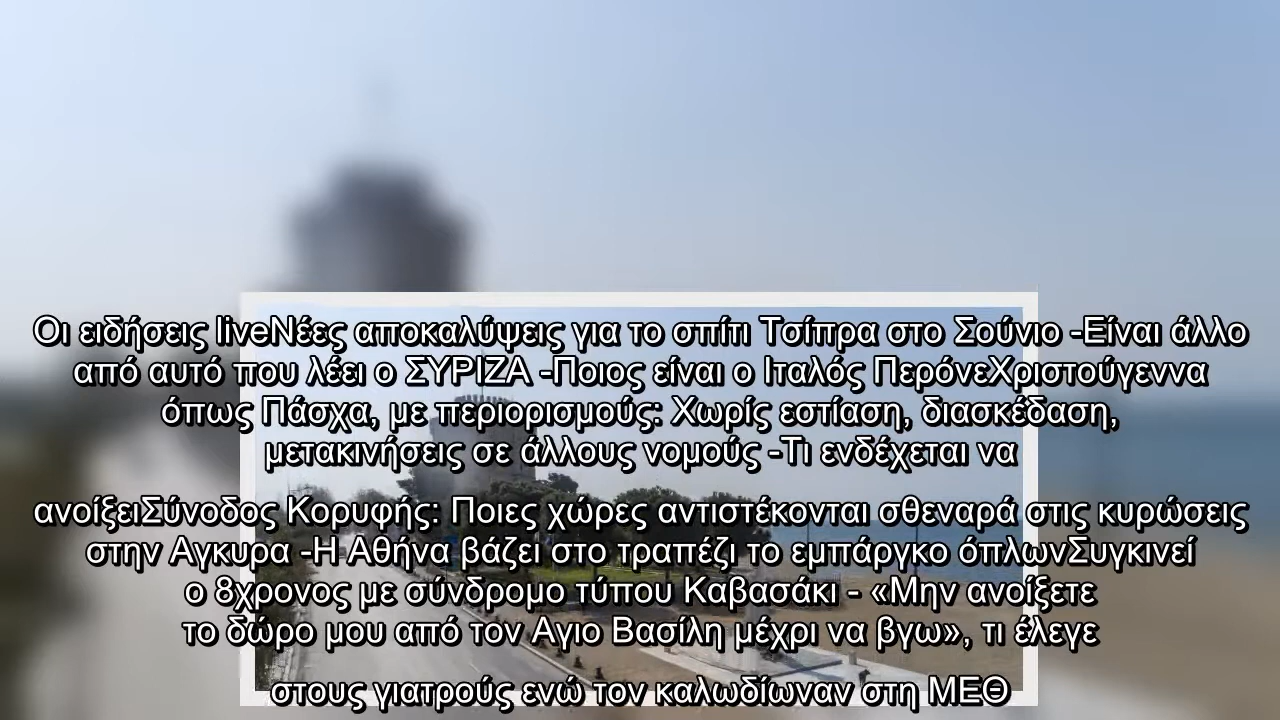 Οι ειδήσεις liveΝέες αποκαλύψεις για το σπίτι Τσίπρα στο Σούνιο -Είναι άλλο
από αυτό που λέει ο ΣΥΡΙΖΑ -Ποιος είναι ο Ιταλός ΠερόνεΧριστούγεννα
όπως Πάσχα, με περιορισμούς: Χωρίς εστίαση, διασκέδαση,
μετακινήσεις σε άλλους νομούς -Τι ενδέχεται να
ανοίξειΣύνοδος Κορυφής: Ποιες χώρες αντιστέκονται σθεναρά στις κυρώσεις
στην Αγκυρα -Η Αθήνα βάζει στο τραπέζι το εμπάργκο όπλωνΣυγκινεί
ο 8χρονος με σύνδρομο τύπου Καβασάκι - «Μην ανοίξετε
το δώρο μου από τον Αγιο Βασίλη μέχρι να βγω», τι έλεγε
στους γιατρούς ενώ τον καλωδίωναν στη ΜΕΘ